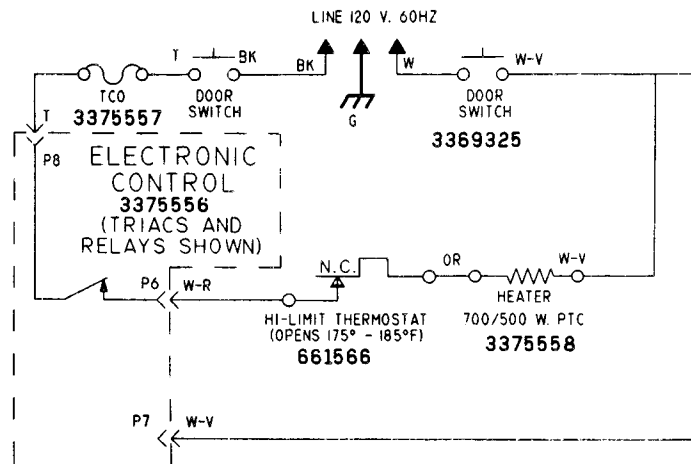 LINE 120 V. 60HZ
T
BK
BK
W
W-V
TCO
3375557
DOOR
SWITCH
G
DOOR
SWITCH
3369325
T
P8
ELECTRONIC
CONTROL
3375556
(TRIACS AND
RELAYS SHOWN)
N.C.
OR
W-V
P6
W-R
HEATER
HI-LIMIT THERMOSTAT
(OPENS 175° - 185°F)
661566
700/500 W. PTC
3375558
P7
W-V